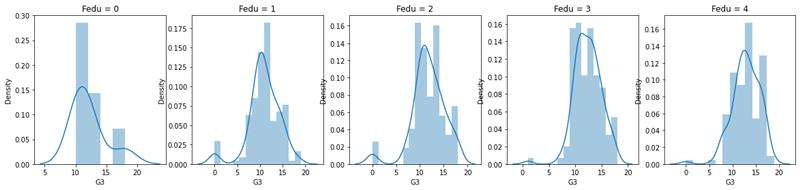 Fedu = 0
Density
0.30
0.25
0.20
0.15
0.10
0.05
0.00
5 10 15 20
G3
Fedu = 1
Density
0.175
0.150
0.125
0.100
0.075
0.050
0.025
0.000
0 5 10 15 20
G3
Fedu = 2
Density
0.16
0.14
0.12
0.10
0.08
0.06
0.04
0.02
0.00
0 5 10 15 20
G3
Fedu = 3
Density
0.16
0.14
0.12
0.10
0.08
0.06
0.04
0.02
0.00
0 5 10 15 20
G3
Fedu = 4
Density
0.16
0.14
0.12
0.10
0.08
0.06
0.04
0.02
0.00
0 5 10 15 20
G3